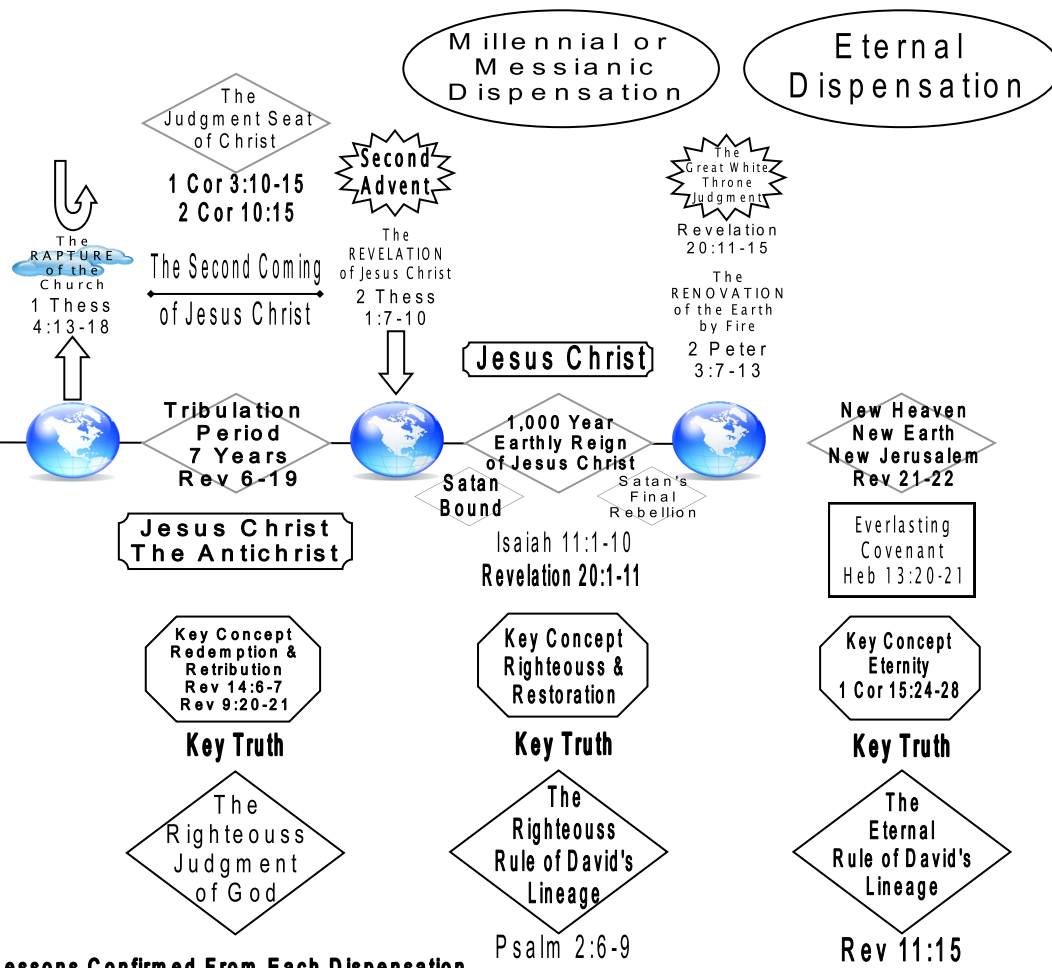 Millennial or
Messianic
Dispensation
Eternal
Dispensation
The
Judgment Seat
of Christ
1 Cor 3:10-15
2 Cor 10:15
Second
Advent
The
Great White
Throne
Judgment
Revelation
20:11-15
The
RAPTURE
of the
Church
1 Thess
4:13-18
The Second Coming
of Jesus Christ
The
REVELATION
of Jesus Christ
2 Thess
1:7-10
The
RENOVATION
of the Earth
by Fire
2 Peter
3:7-13
Jesus Christ
Tribulation
Period
7 Years
Rev 6-19
1,000 Year
Earthly Reign
of Jesus Christ
New Heaven
New Earth
New Jerusalem
Rev 21-22
Satan
Bound
Satan's
Final
Rebellion
Jesus Christ
The Antichrist
Isaiah 11:1-10
Revelation 20:1-11
Everlasting
Covenant
Heb 13:20-21
Key Concept
Redemption &
Retribution
Rev 14:6-7
Rev 9:20-21
Key Concept
Righteouss &
Restoration
Key Concept
Eternity
1 Cor 15:24-28
Key Truth
Key Truth
Key Truth
The
Righteouss
Judgment
of God
The
Righteouss
Rule of David's
Lineage
The
Eternal
Rule of David's
Lineage
Psalm 2:6-9
Rev 11:15
essons Confirmed From Each Dispensation